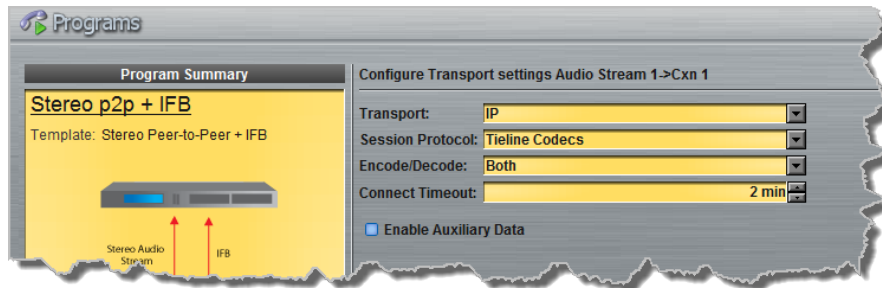 Programs
Program Summary
Stereo p2p + IFB
Template: Stereo Peer-to-Peer + IFB
Stereo Audio
Stream
IFB
Configure Transport settings Audio Stream 1->Cxn 1
Transport: IP
Session Protocol: Tieline Codecs
Encode/Decode: Both
Connect Timeout: 2 min
Enable Auxiliary Data